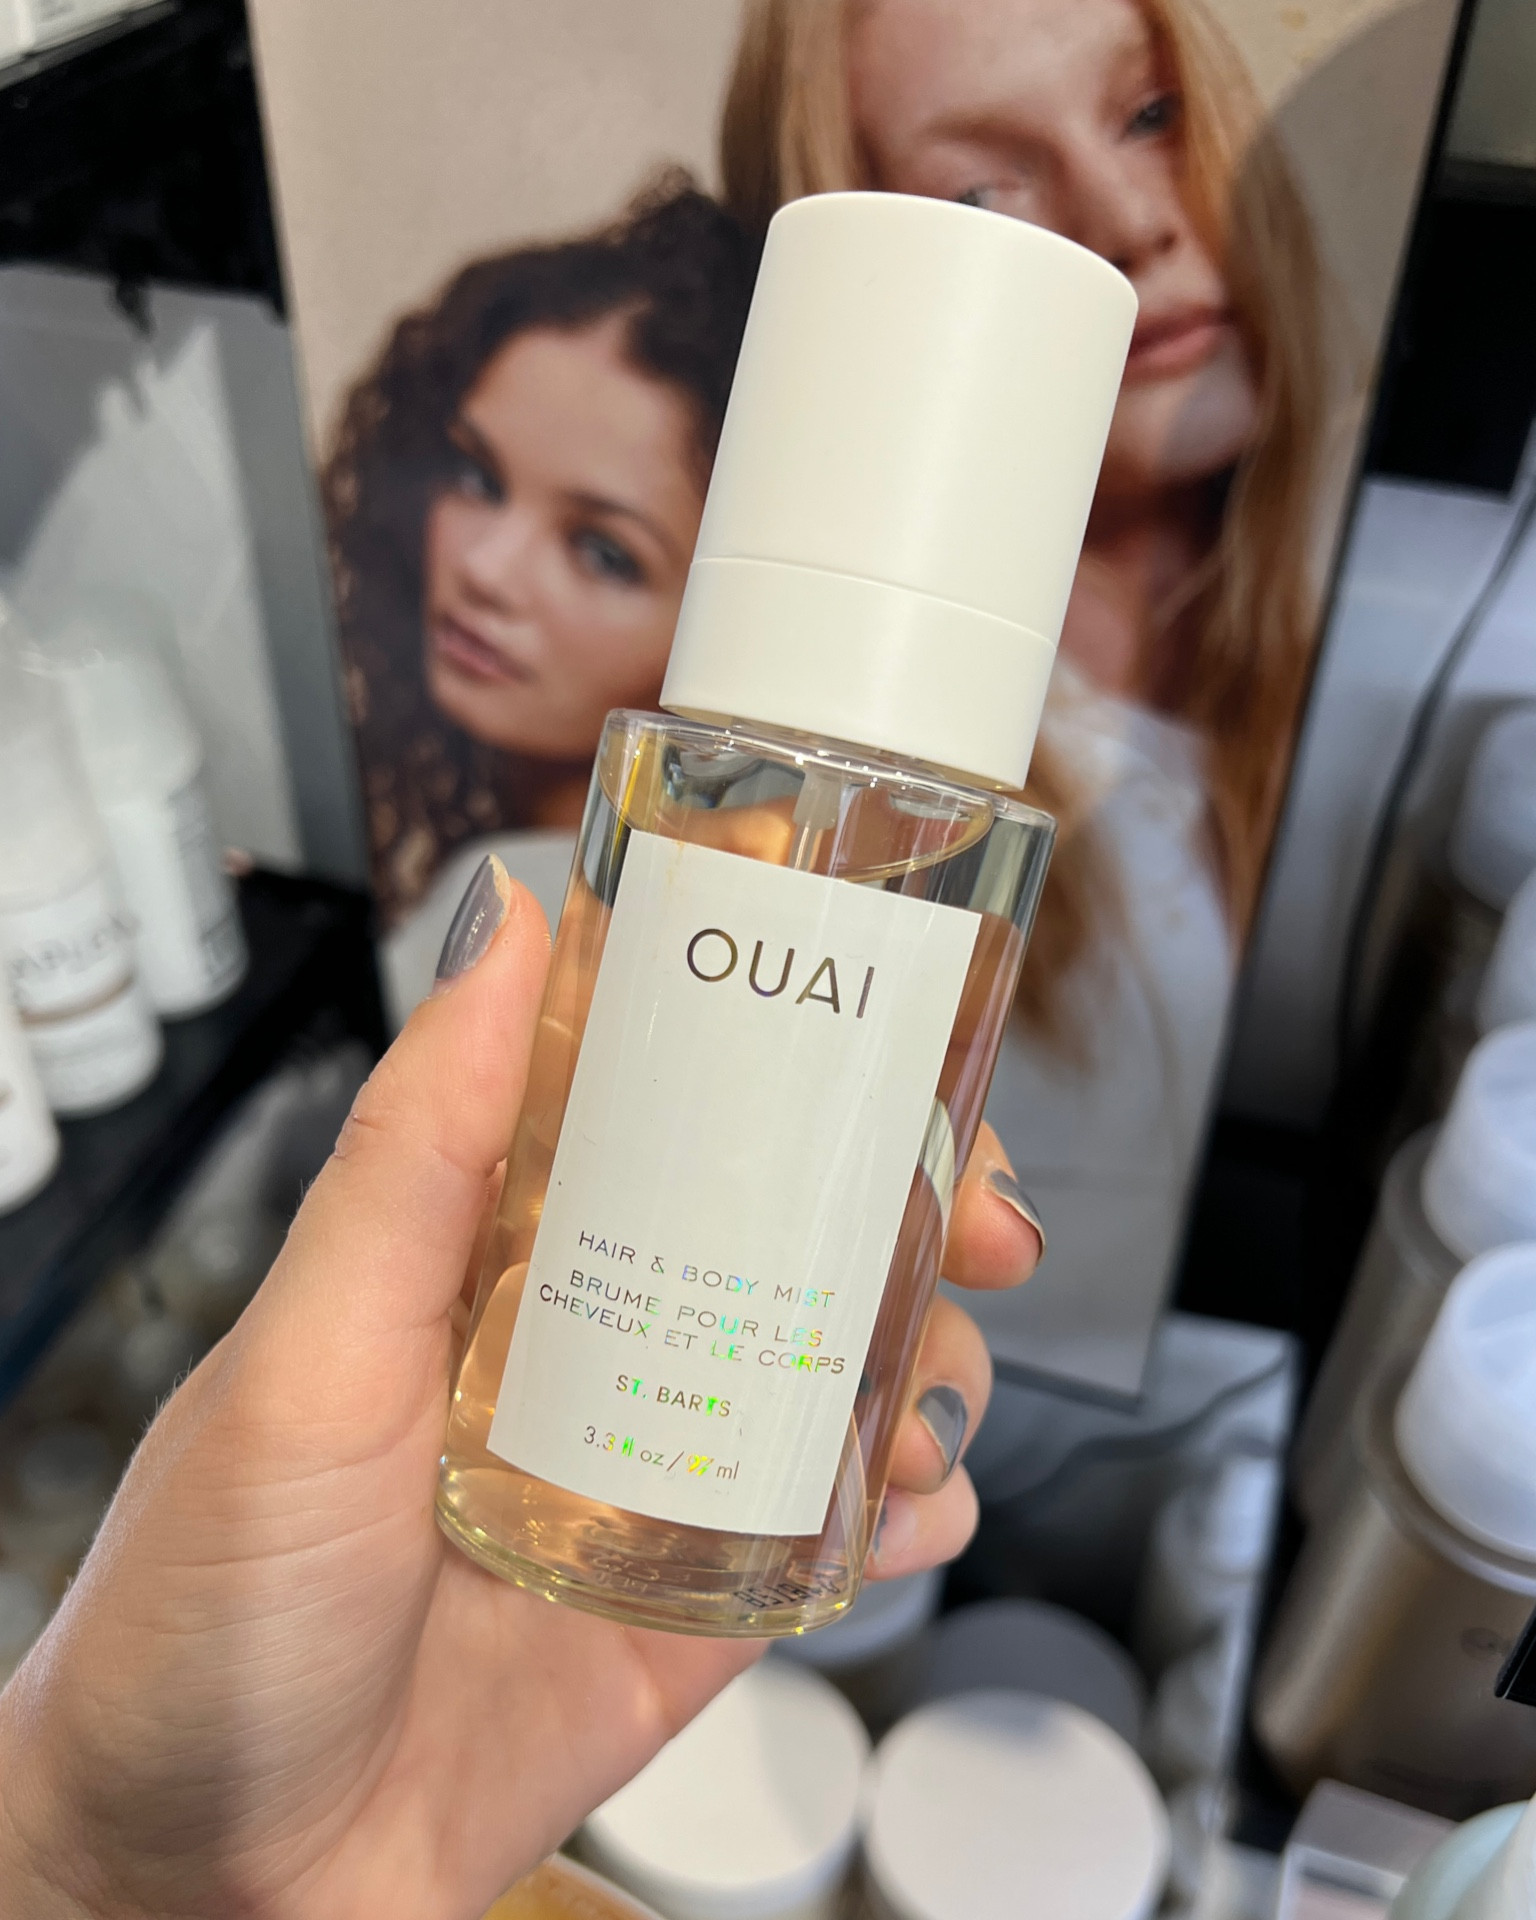 OUAI
HAIR & BODY MIST
BRUME POUR LES
CHEVEUX ET LE CORPS
ST. BARTS
3.3 fl oz / 97 ml